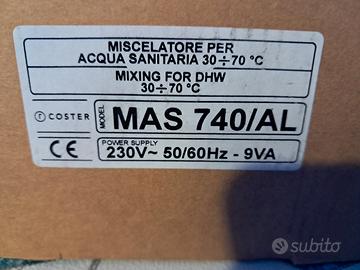 MISCELATORE PER
ACQUA SANITARIA 30÷70 °C
MIXING FOR DHW
30÷70 °C
COSTER
MODEL
MAS 740/AL
CE
POWER SUPPLY
230V~ 50/60Hz - 9VA
subito